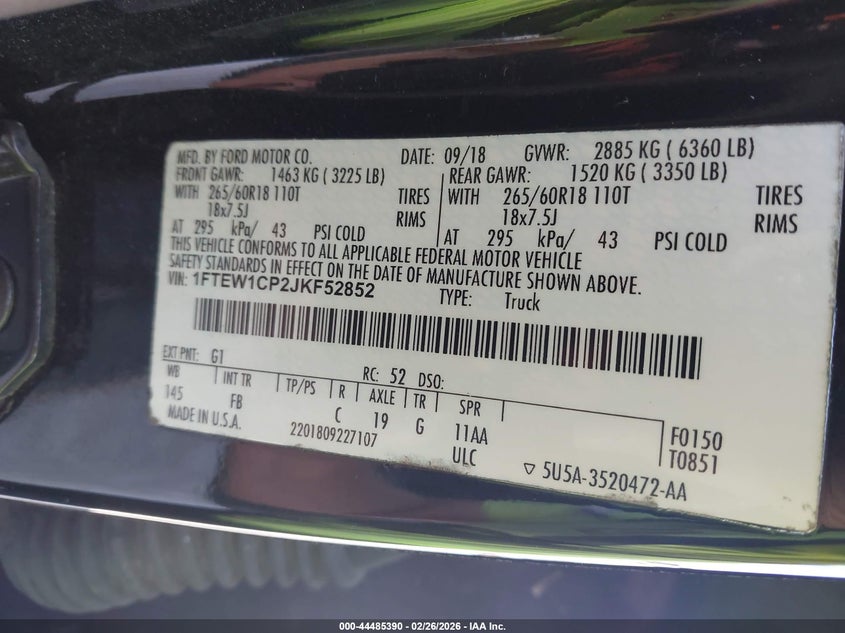 MFD. BY FORD MOTOR CO. DATE: 09/18 GVWR: 2885 KG ( 6360 LB)
FRONT GAWR: 1463 KG ( 3225 LB) REAR GAWR: 1520 KG ( 3350 LB)
WITH 265/60R18 110T TIRES WITH 265/60R18 110T TIRES
18x7.5J RIMS 18x7.5J RIMS
AT 295 kPa/ 43 PSI COLD AT 295 kPa/ 43 PSI COLD
THIS VEHICLE CONFORMS TO ALL APPLICABLE FEDERAL MOTOR VEHICLE
SAFETY STANDARDS IN EFFECT ON THE DATE OF MANUFACTURE SHOWN ABOVE.
VIN: 1FTEW1CP2JKF52852 TYPE: Truck
EXT PNT: G1 RC: 52 DSO:
WB INT TR TP/PS R AXLE TR SPR
145 FB C 19 G 11AA F0150
MADE IN U.S.A. 2201809227107 ULC T0851
▽ 5U5A-3520472-AA
000-44485390 - 02/26/2026 - IAA Inc.